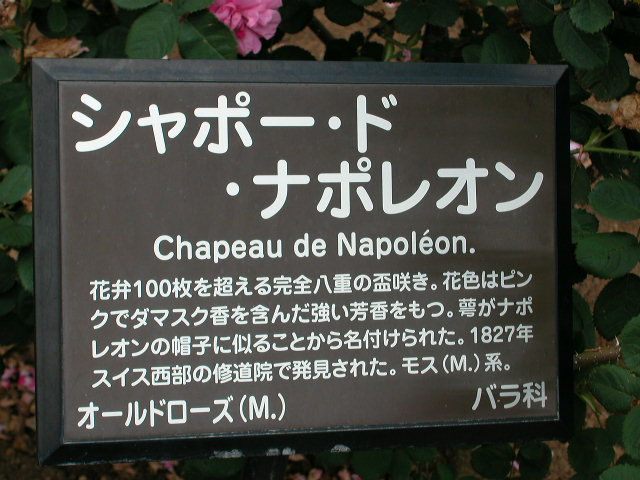 シャポー・ド
・ナポレオン
Chapeau de Napoléon.
花弁100枚を超える完全八重の盃咲き。花色はピン
クでダマスク香を含んだ強い芳香をもつ。萼がナポ
レオンの帽子に似ることから名付けられた。1827年
スイス西部の修道院で発見された。モス(M.)系。
オールドローズ(M.)
バラ科